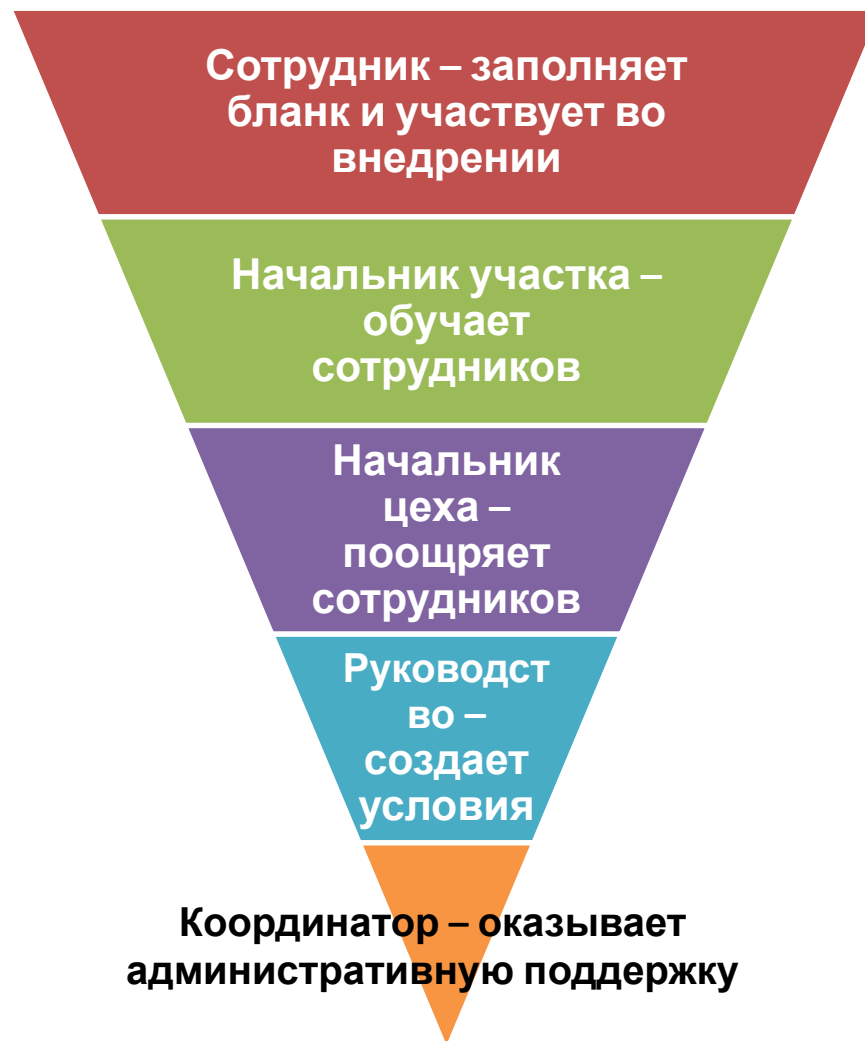 Сотрудник – заполняет
бланк и участвует во
внедрении
Начальник участка –
обучает
сотрудников
Начальник
цеха –
поощряет
сотрудников
Руководст
во –
создает
условия
Координатор – оказывает
административную поддержку